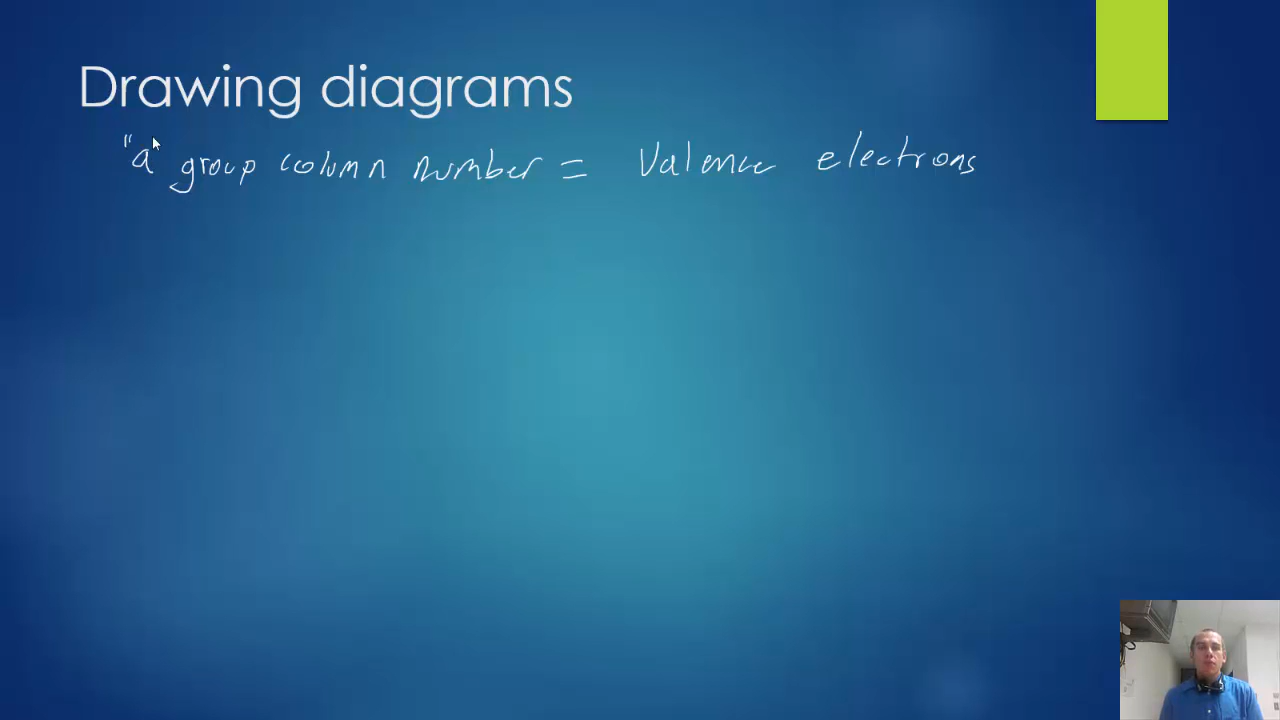 Drawing diagrams
"a" group column number = Valence electrons